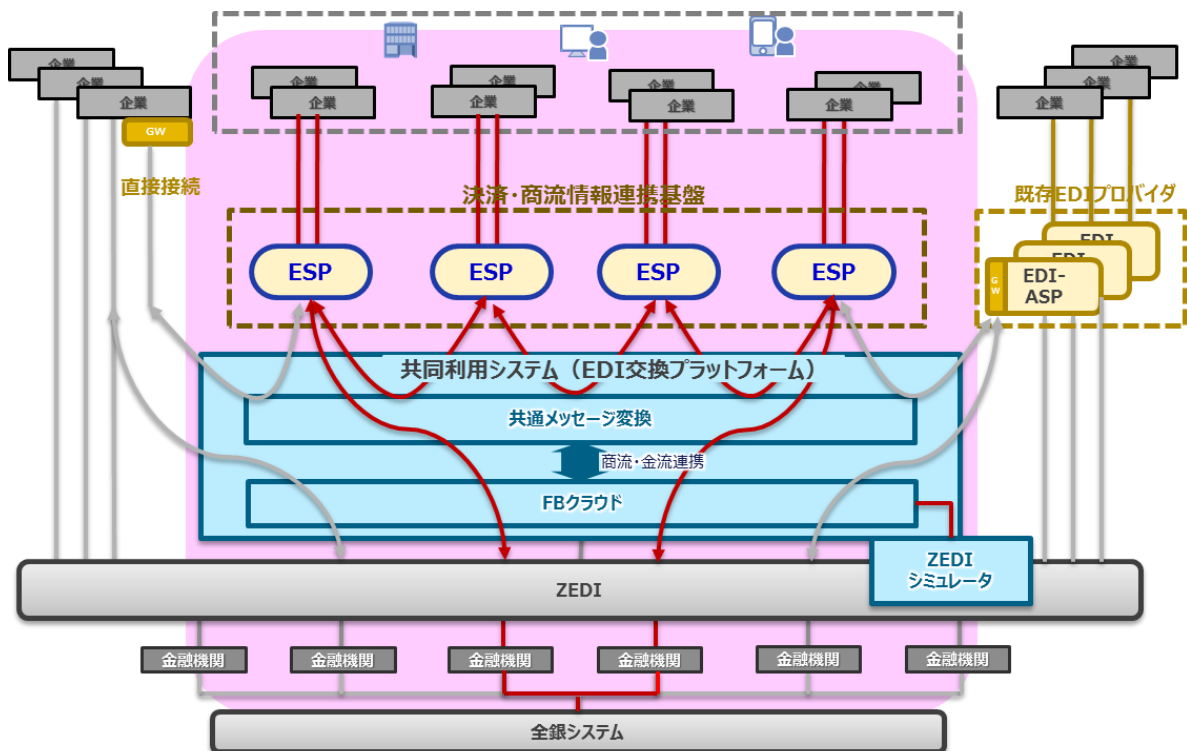 企業
企業
企業
GW
直接接続
企業
企業
企業
企業
企業
企業
企業
企業
企業
企業
企業
決済・商流情報連携基盤
既存EDIプロバイダ
ESP
ESP
ESP
ESP
EDI
EDI
GW
EDI-
ASP
共同利用システム（EDI交換プラットフォーム）
共通メッセージ変換
商流・金流連携
FBクラウド
ZEDI
シミュレータ
ZEDI
金融機関
金融機関
金融機関
金融機関
金融機関
金融機関
全銀システム